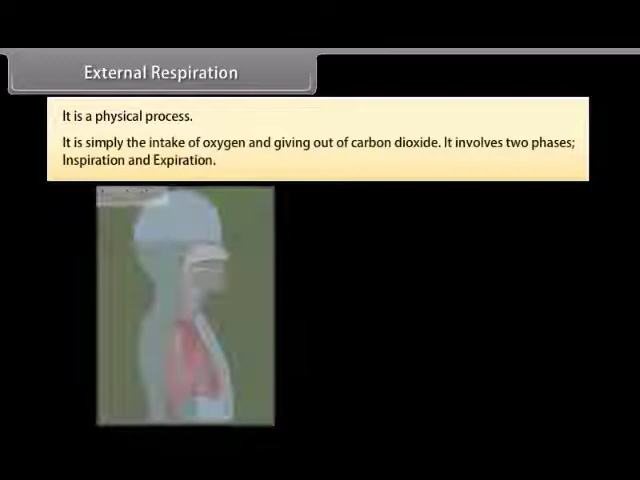 External Respiration
It is a physical process.
It is simply the intake of oxygen and giving out of carbon dioxide. It involves two phases;
Inspiration and Expiration.